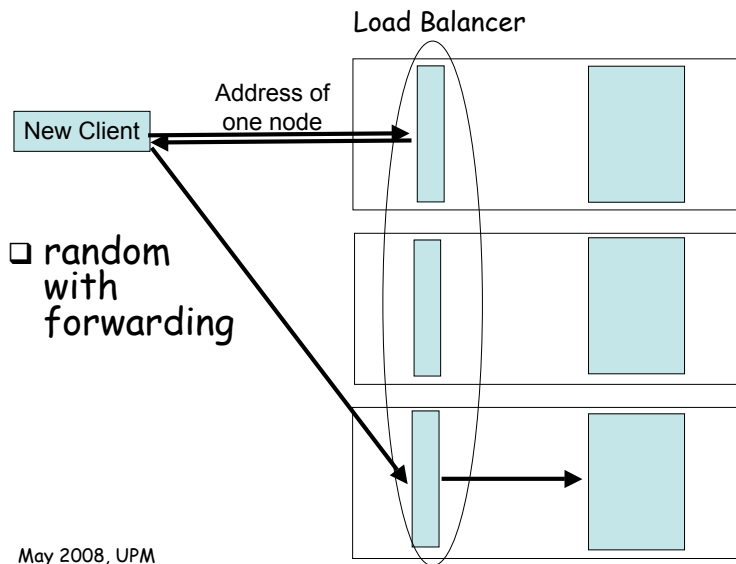 Load Balancer
Address of
one node
New Client
❑ random
with
forwarding
May 2008, UPM